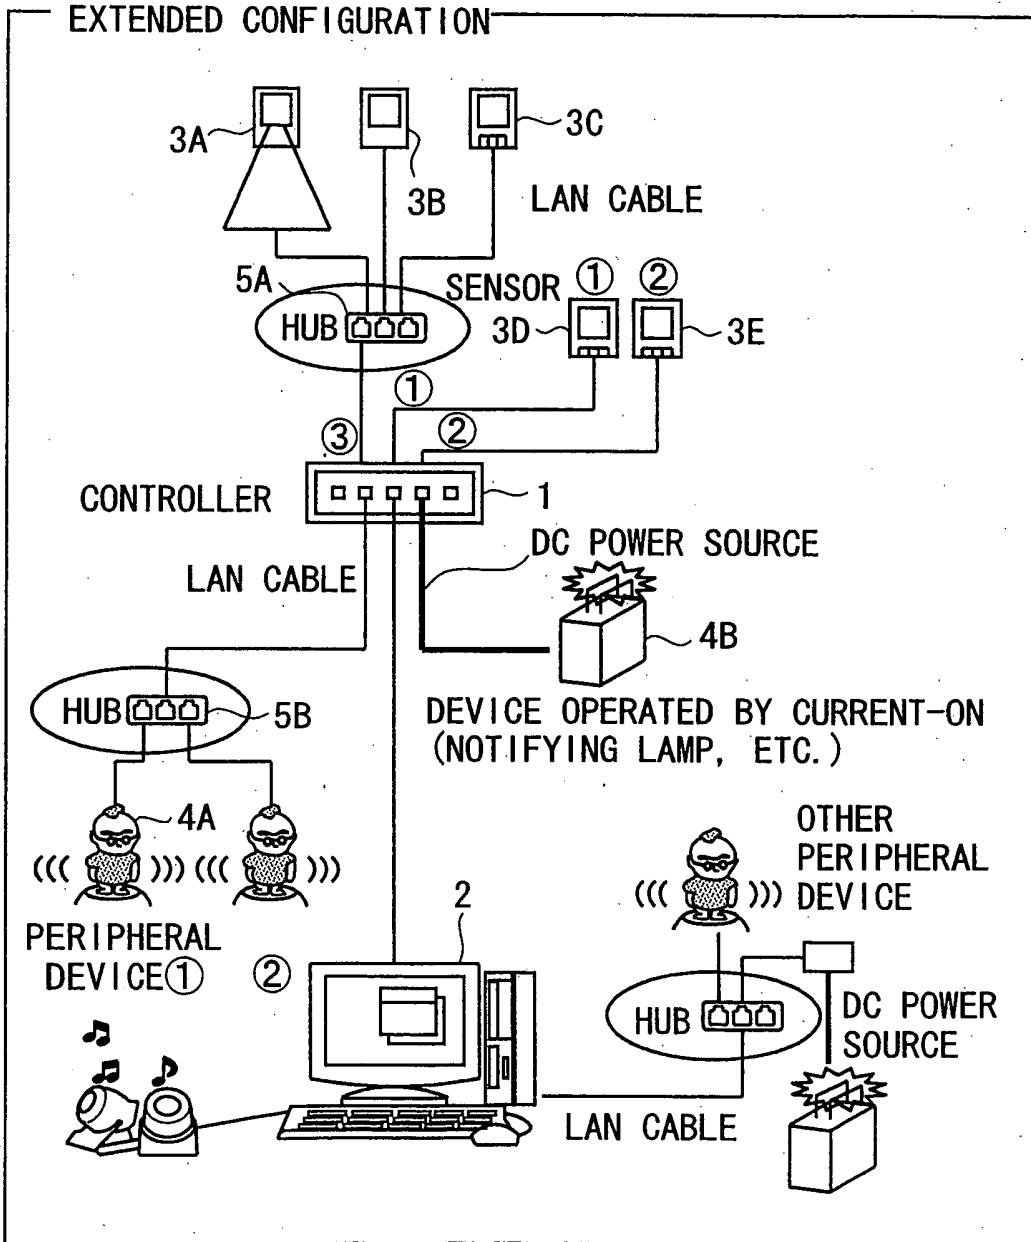 EXTENDED CONFIGURATION
3A
3B
3C
LAN CABLE
5A
SENSOR ① ②
HUB
3D
3E
①
③
②
CONTROLLER
1
DC POWER SOURCE
LAN CABLE
4B
HUB
5B
DEVICE OPERATED BY CURRENT-ON
(NOTIFYING LAMP, ETC.)
4A
OTHER
PERIPHERAL
DEVICE
((( ))) ((( )))
((( )))
2
PERIPHERAL
DEVICE① ②
HUB
DC POWER
SOURCE
LAN CABLE